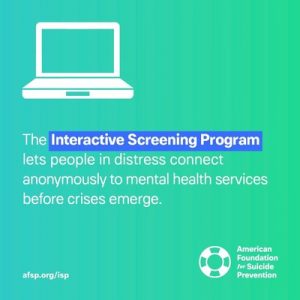 The Interactive Screening Program
lets people in distress connect
anonymously to mental health services
before crises emerge.
afsp.org/isp
American
Foundation
for Suicide
Prevention